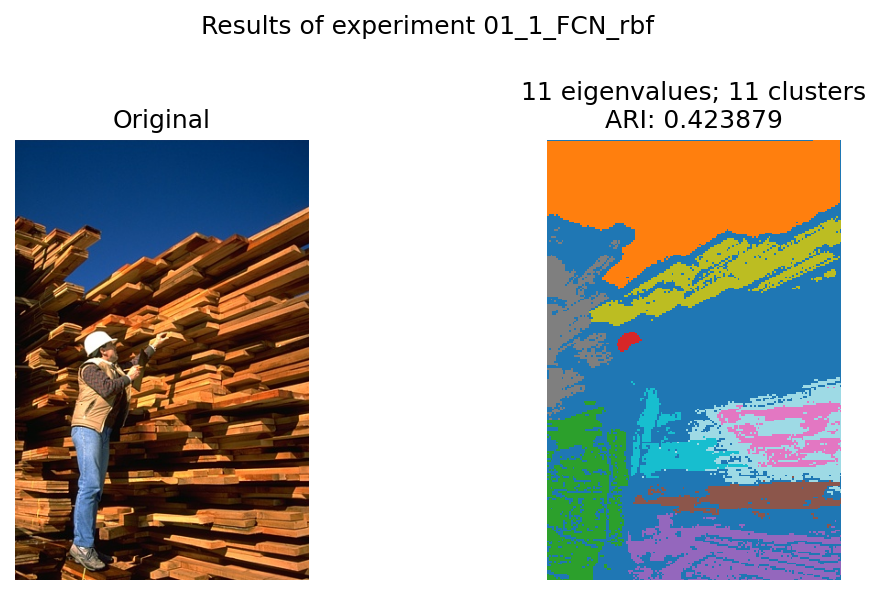 Results of experiment 01_1_FCN_rbf
Original
11 eigenvalues; 11 clusters
ARI: 0.423879